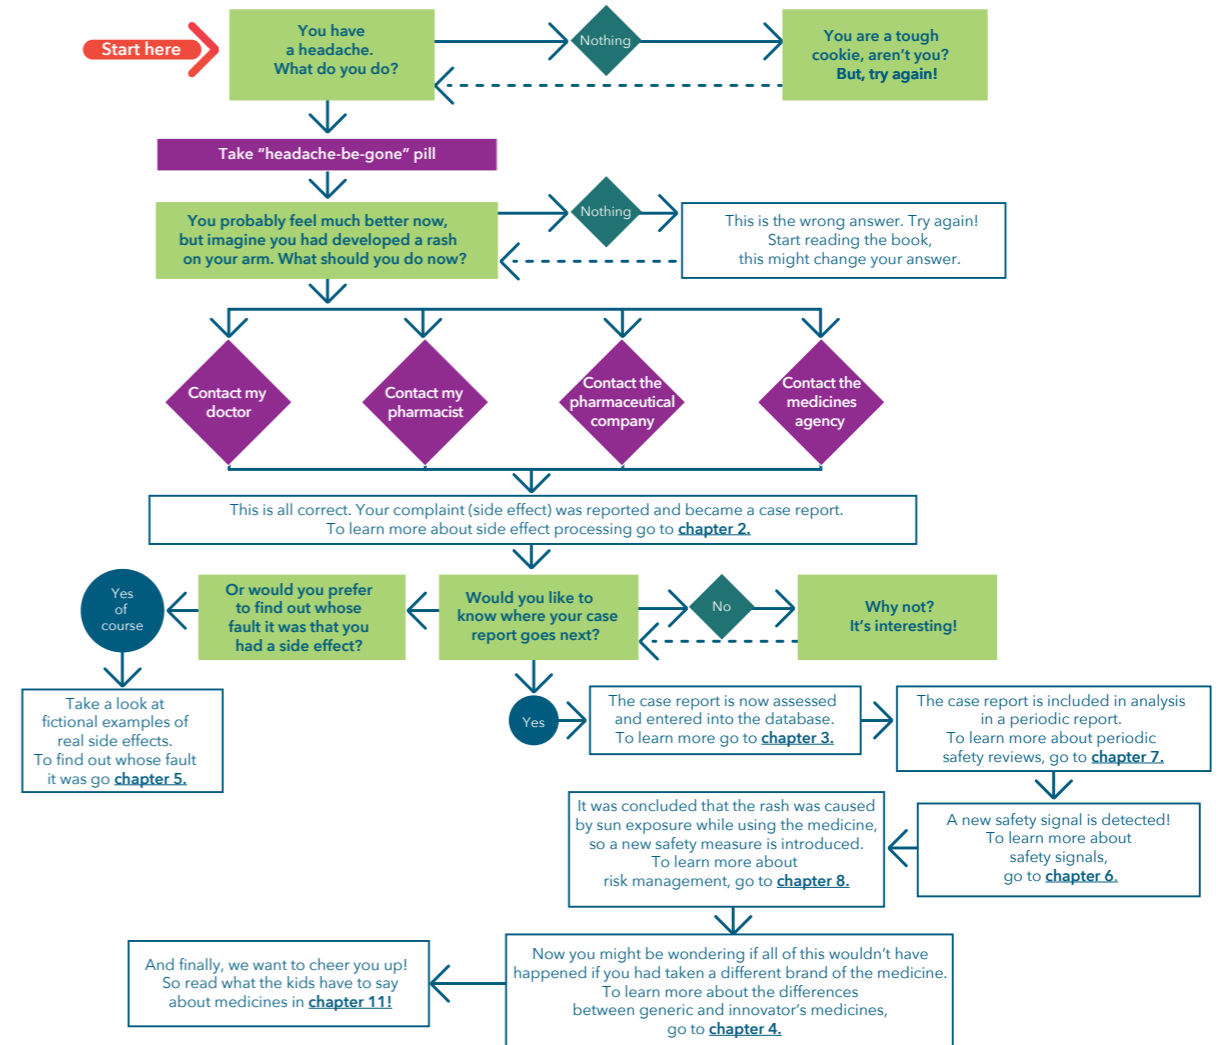 Start here
You have
a headache.
What do you do?
Nothing
You are a tough
cookie, aren't you?
But, try again!
Take “headache-be-gone” pill
You probably feel much better now,
but imagine you had developed a rash
on your arm. What should you do now?
Nothing
This is the wrong answer. Try again!
Start reading the book,
this might change your answer.
Contact my
doctor
Contact my
pharmacist
Contact the
pharmaceutical
company
Contact the
medicines
agency
This is all correct. Your complaint (side effect) was reported and became a case report.
To learn more about side effect processing go to chapter 2.
Yes
of
course
Or would you prefer
to find out whose
fault it was that you
had a side effect?
Would you like to
know where your case
report goes next?
No
Why not?
It's interesting!
Take a look at
fictional examples of
real side effects.
To find out whose fault
it was go chapter 5.
Yes
The case report is now assessed
and entered into the database.
To learn more go to chapter 3.
The case report is included in analysis
in a periodic report.
To learn more about periodic
safety reviews, go to chapter 7.
It was concluded that the rash was caused
by sun exposure while using the medicine,
so a new safety measure is introduced.
To learn more about
risk management, go to chapter 8.
A new safety signal is detected!
To learn more about
safety signals,
go to chapter 6.
And finally, we want to cheer you up!
So read what the kids have to say
about medicines in chapter 11!
Now you might be wondering if all of this wouldn't have
happened if you had taken a different brand of the medicine.
To learn more about the differences
between generic and innovator's medicines,
go to chapter 4.